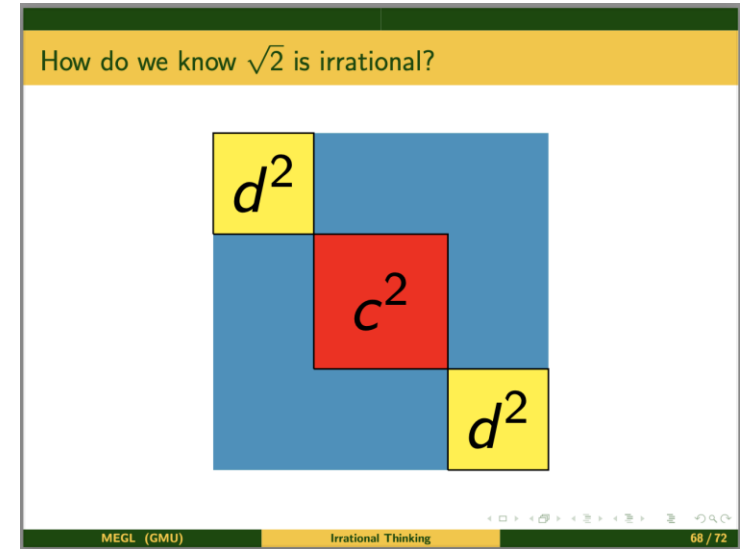 How do we know √2 is irrational?
d²
c²
d²
MEGL (GMU)
Irrational Thinking
68 / 72